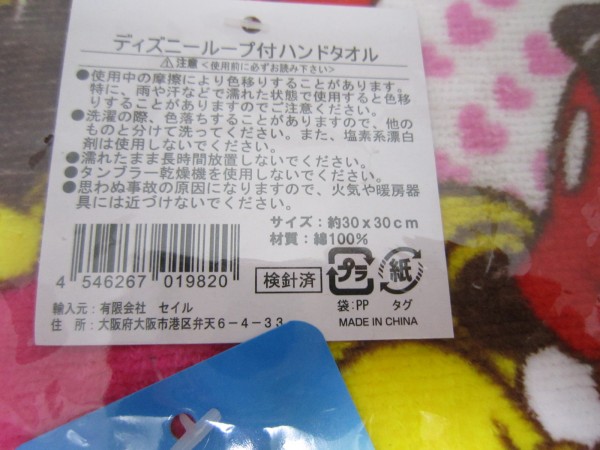 ディズニーループ付ハンドタオル
⚠注意 <使用前に必ずお読み下さい>
●使用中の摩擦により色移りすることがあります。
特に、雨や汗などで濡れた状態で使用すると色移
りすることがありますのでご注意ください。
●洗濯の際、色落ちすることがありますので、他の
ものと分けて洗ってください。また、塩素系漂白
剤は使用しないでください。
●濡れたまま長時間放置しないでください。
●タンブラー乾燥機を使用しないでください。
●思わぬ事故の原因になりますので、火気や暖房器
具には近づけないでください。
サイズ：約30x30cm
材質：綿100%
4 546267 019820
検針済
プラ
紙
袋:PP タグ
輸入元：有限会社 セイル
住 所：大阪府大阪市港区弁天6-4-33
MADE IN CHINA